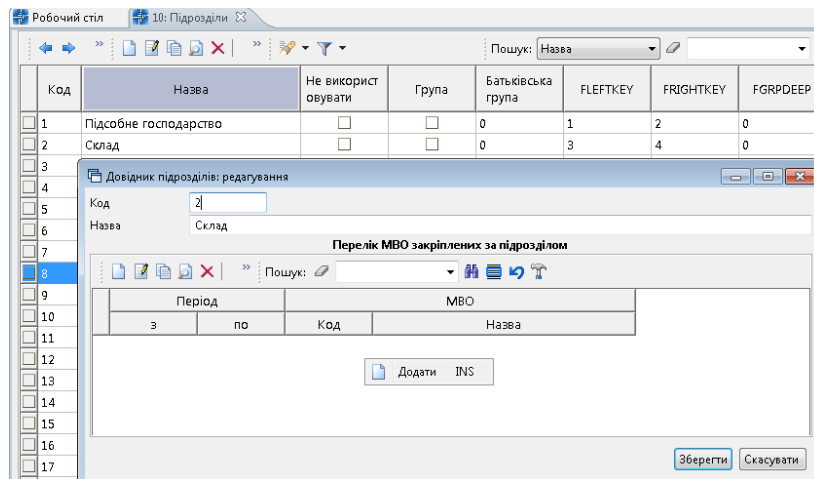 Робочий стіл 10: Підрозділи
» » Пошук: Назва
Код Назва Не використовувати Група Батьківська група FLEFTKEY FRIGHTKEY FGRPDEEP
1 Підсобне господарство 0 1 2 0
2 Склад 0 3 4 0
3
Довідник підрозділів: редагування
4
Код 2
5
Назва Склад
6
Перелік МВО закріплених за підрозділом
7
» Пошук:
8
9
Період МВО
10
з по Код Назва
11
12
Додати INS
13
14
15
16
Зберегти Скасувати
17